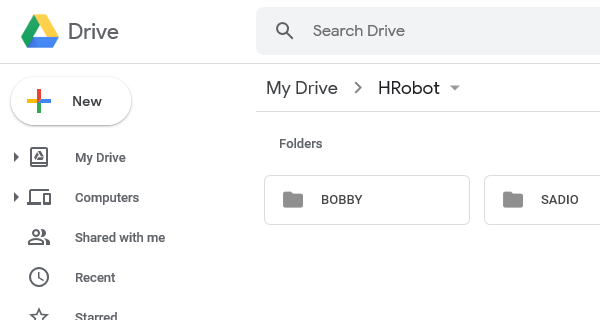 Drive
Search Drive
New
My Drive > HRobot
My Drive
Computers
Shared with me
Recent
Starred
Folders
BOBBY
SADIO